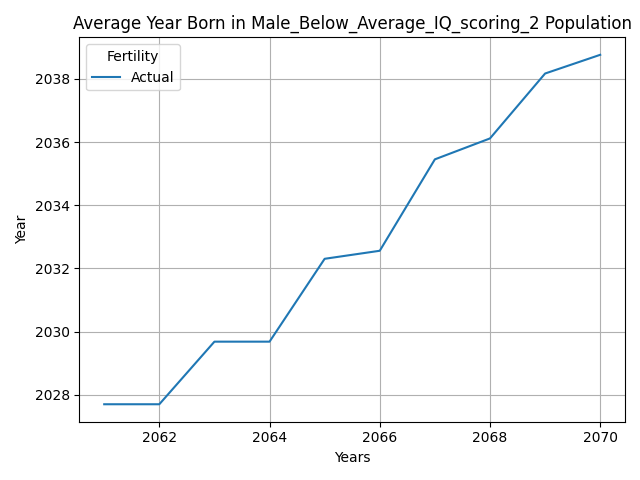 Average Year Born in Male_Below_Average_IQ_scoring_2 Population
Fertility
Actual
2038
2036
2034
2032
2030
2028
Year
2062 2064 2066 2068 2070
Years